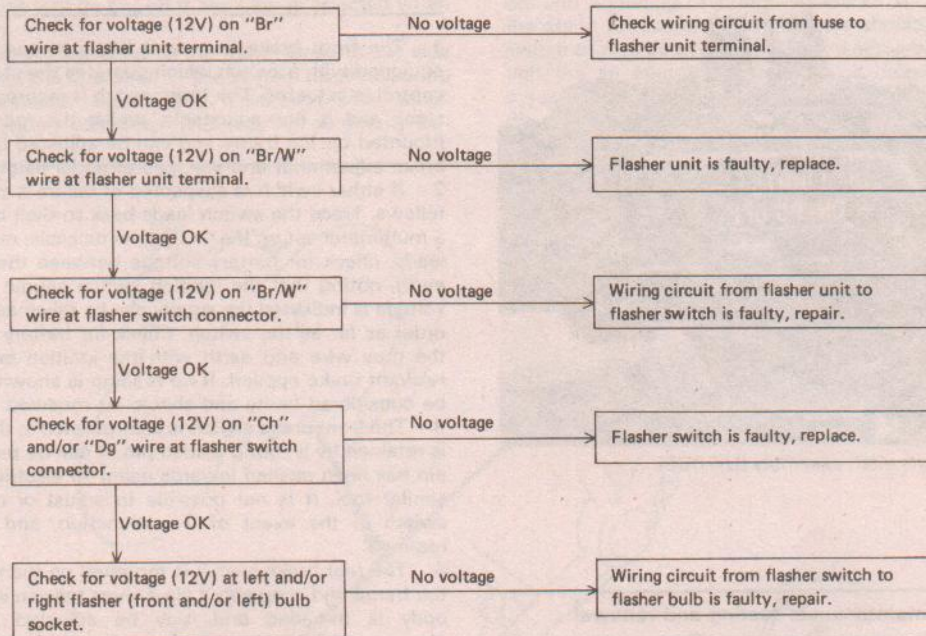 Check for voltage (12V) on "Br"
wire at flasher unit terminal.
No voltage
Check wiring circuit from fuse to
flasher unit terminal.
Voltage OK
Check for voltage (12V) on "Br/W"
wire at flasher unit terminal.
No voltage
Flasher unit is faulty, replace.
Voltage OK
Check for voltage (12V) on "Br/W"
wire at flasher switch connector.
No voltage
Wiring circuit from flasher unit to
flasher switch is faulty, repair.
Voltage OK
Check for voltage (12V) on "Ch"
and/or "Dg" wire at flasher switch
connector.
No voltage
Flasher switch is faulty, replace.
Voltage OK
Check for voltage (12V) at left and/or
right flasher (front and/or left) bulb
socket.
No voltage
Wiring circuit from flasher switch to
flasher bulb is faulty, repair.